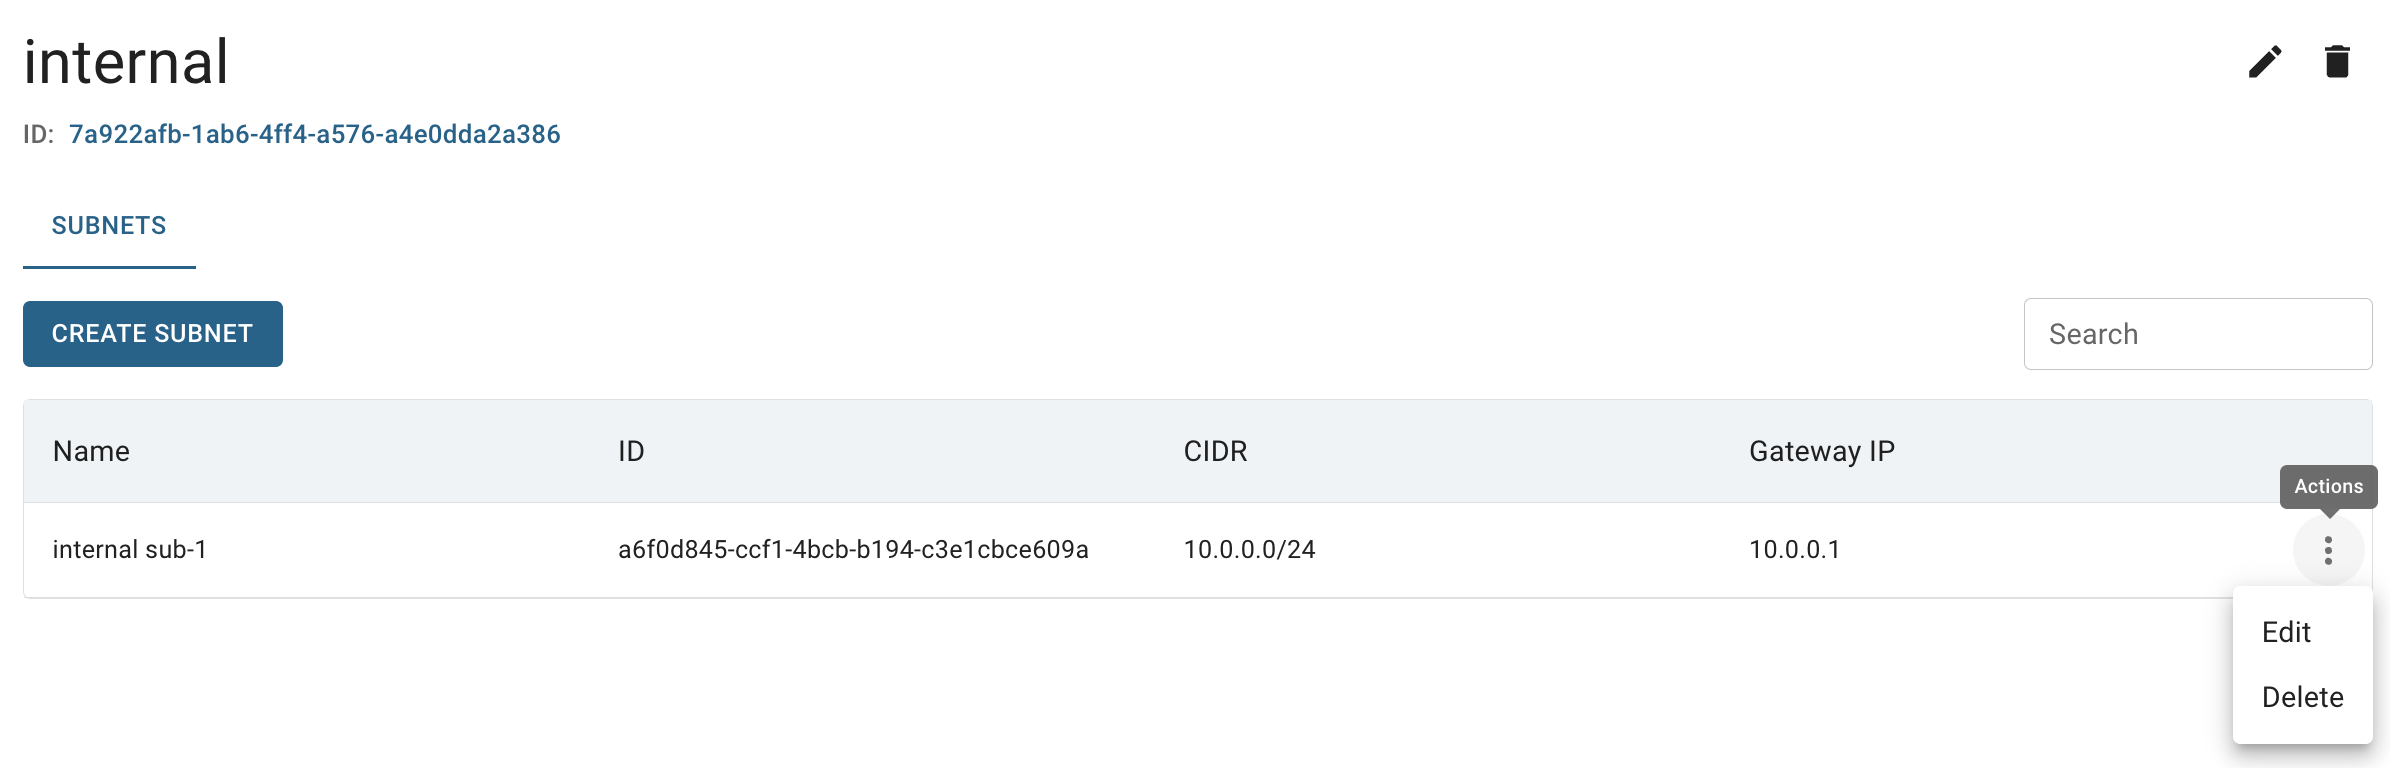 internal
ID: 7a922afb-1ab6-4ff4-a576-a4e0dda2a386
SUBNETS
CREATE SUBNET
Search
Name ID CIDR Gateway IP
Actions
internal sub-1 a6f0d845-ccf1-4bcb-b194-c3e1cbce609a 10.0.0.0/24 10.0.0.1
Edit
Delete